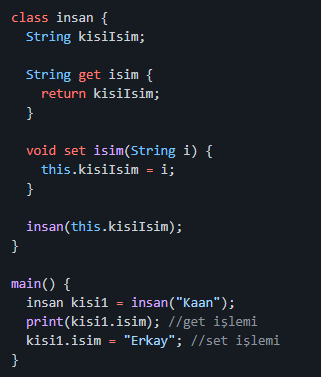 class insan {
  String kisiIsim;

  String get isim {
    return kisiIsim;
  }

  void set isim(String i) {
    this.kisiIsim = i;
  }

  insan(this.kisiIsim);
}

main() {
  insan kisi1 = insan("Kaan");
  print(kisi1.isim); //get işlemi
  kisi1.isim = "Erkay"; //set işlemi
}